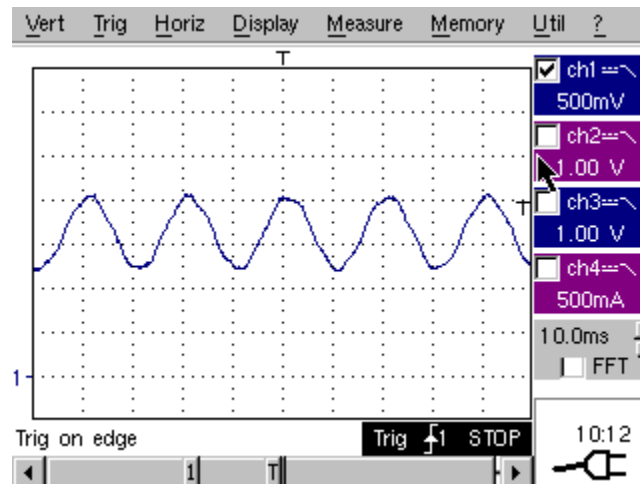 Vert Trig Horiz Display Measure Memory Util ?
T
ch1
500mV
ch2
1.00 V
T
ch3
1.00 V
ch4
500mA
10.0ms
FFT
1
Trig on edge
Trig 1 STOP
10:12
1 T